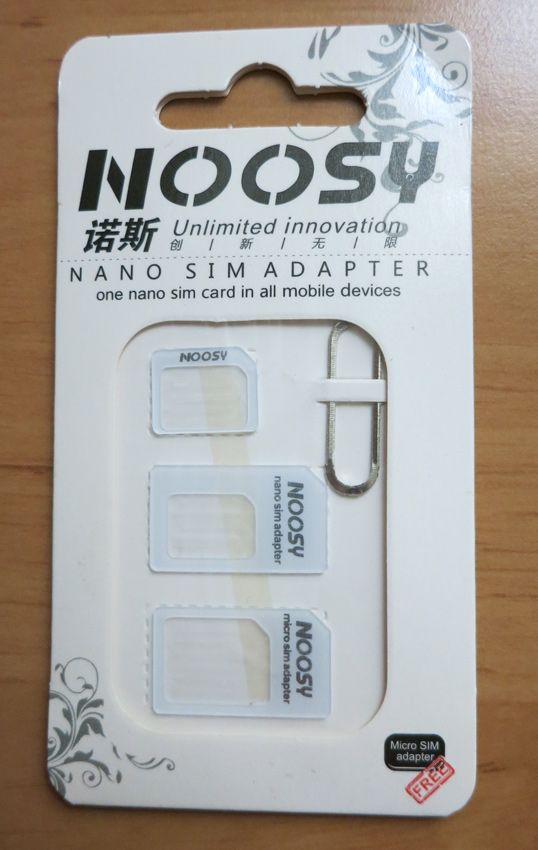 NOOSY
诺斯 Unlimited innovation
创 / 新 / 无 / 限
NANO SIM ADAPTER
one nano sim card in all mobile devices
NOOSY
NOOSY
nano sim adapter
NOOSY
micro sim adapter
Micro SIM
adapter
FREE